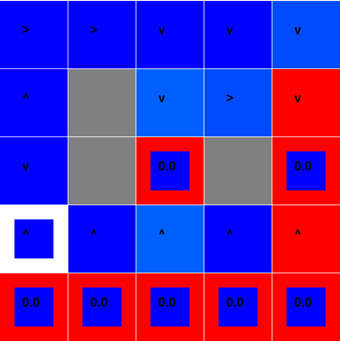 > > v v v
^ v > v
v 0.0 0.0
^ ^ ^ ^ ^
0.0 0.0 0.0 0.0 0.0